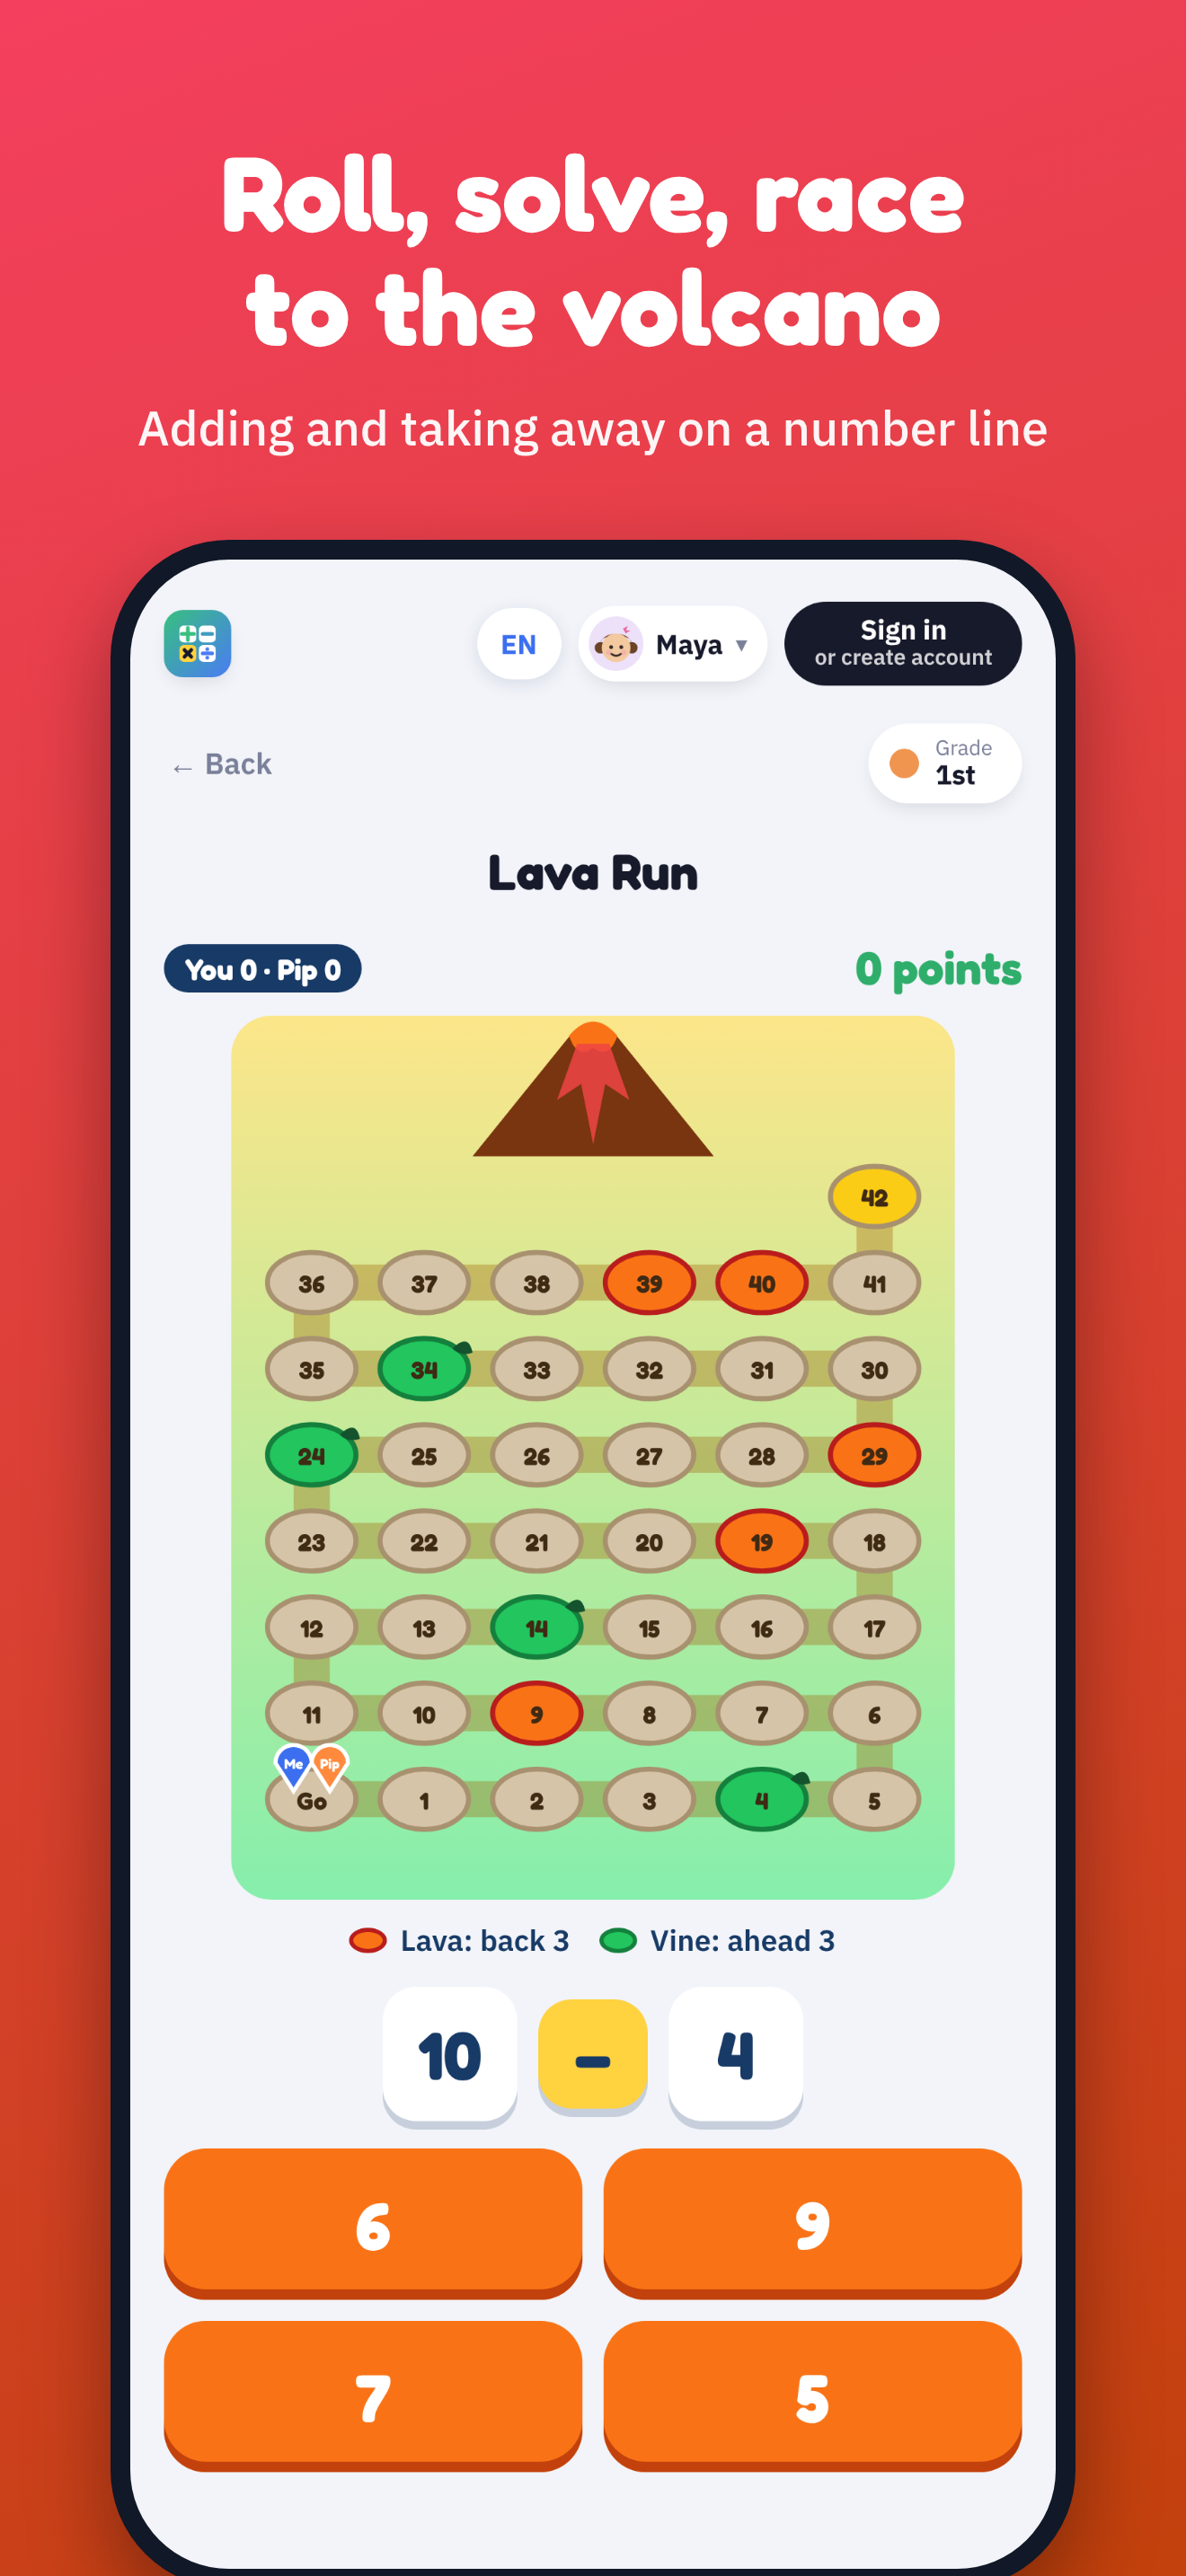 Roll, solve, race
to the volcano
Adding and taking away on a number line
EN
Maya ▾
Sign in
or create account
← Back
Grade
1st
Lava Run
You 0 · Pip 0
0 points
42
36 37 38 39 40 41
35 34 33 32 31 30
24 25 26 27 28 29
23 22 21 20 19 18
12 13 14 15 16 17
11 10 9 8 7 6
Me Pip
Go 1 2 3 4 5
Lava: back 3 Vine: ahead 3
10 – 4
6 9
7 5